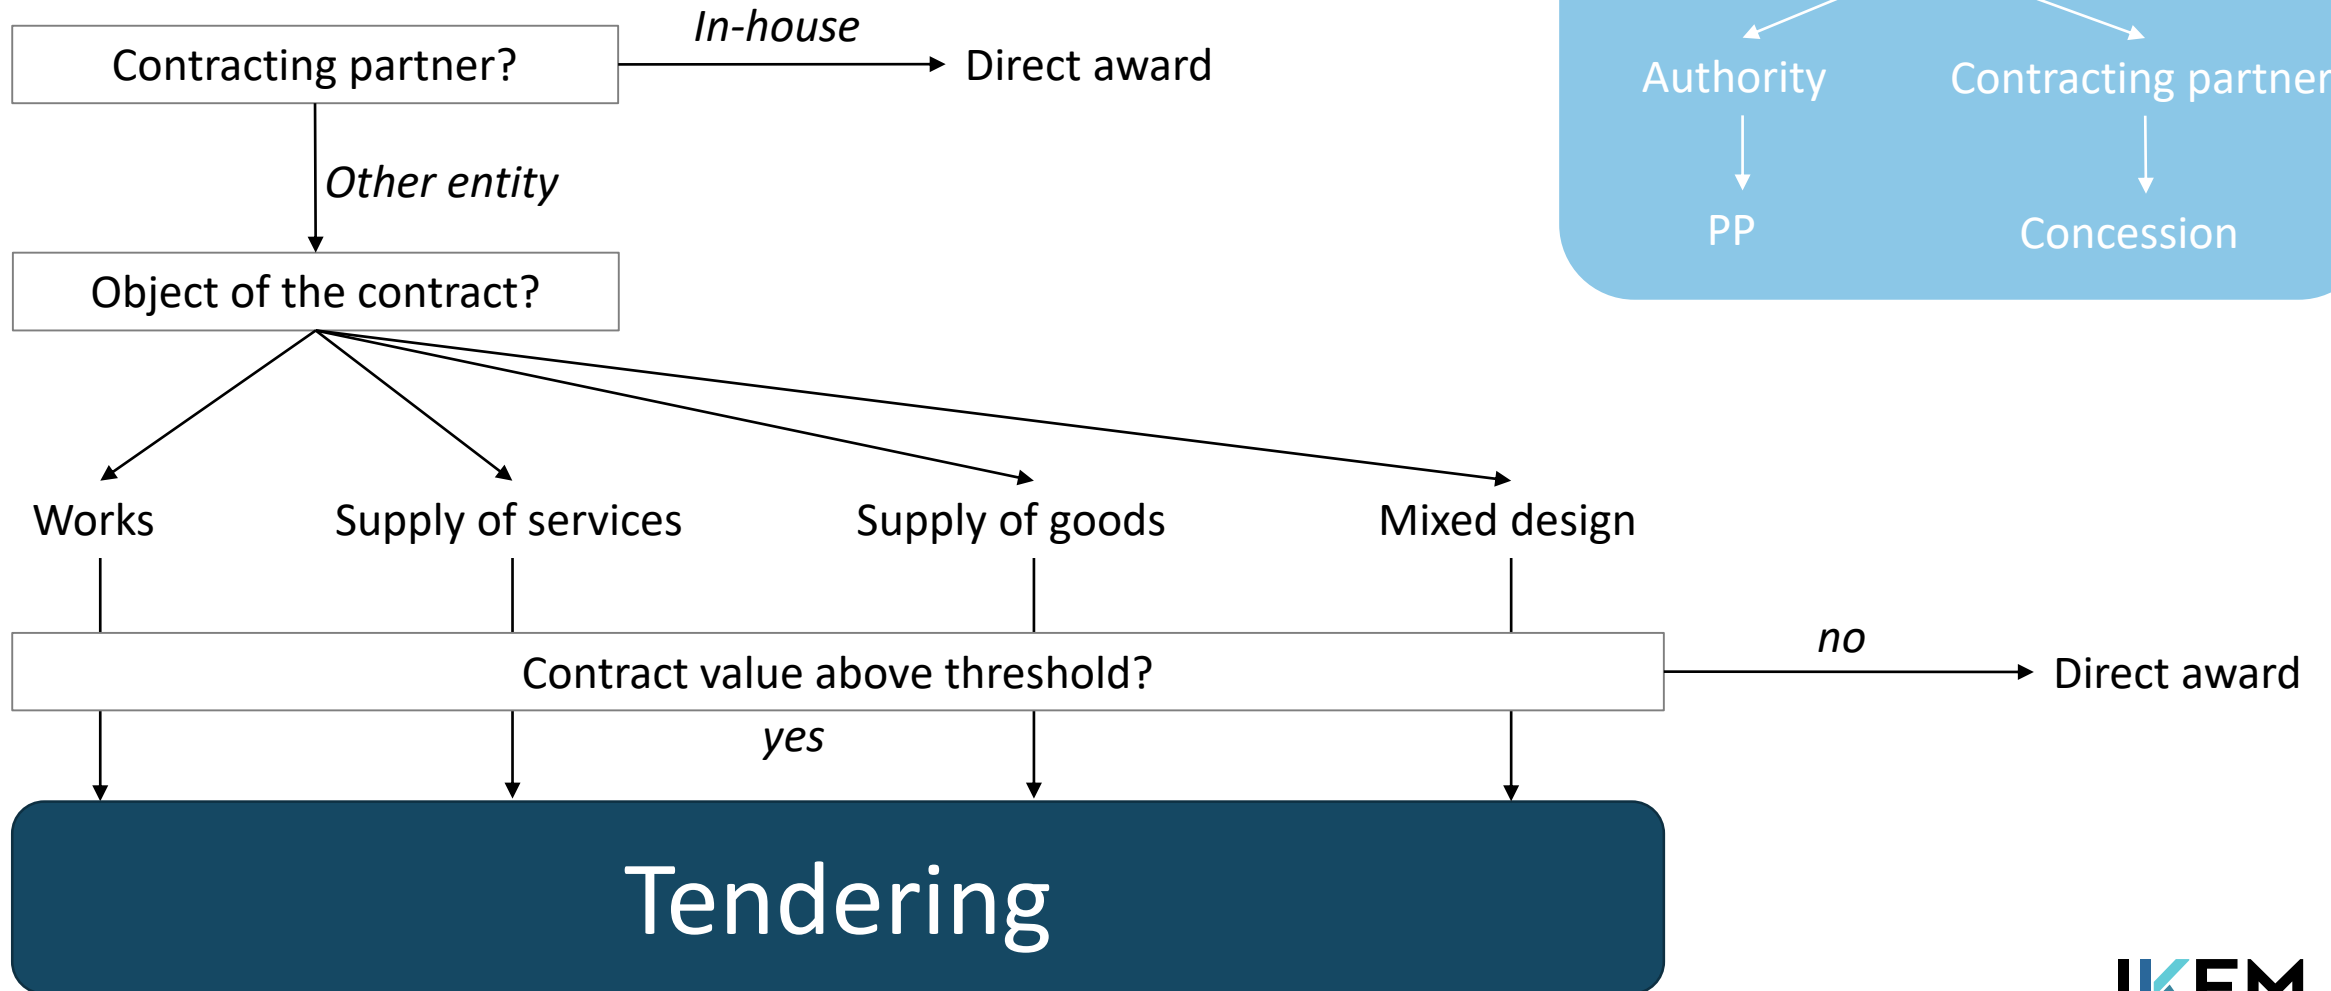 In-house
Contracting partner?
Direct award
Other entity
Object of the contract?
Works
Supply of services
Supply of goods
Mixed design
Contract value above threshold?
no
Direct award
yes
Tendering
Authority
Contracting partner
PP
Concession
IKEM